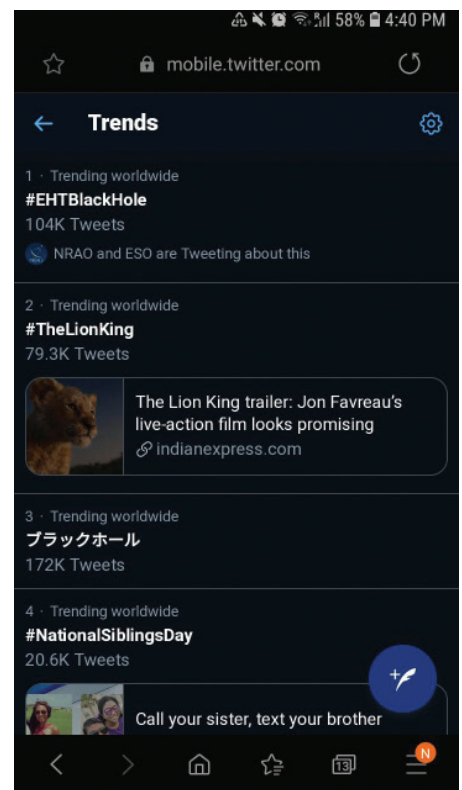 58% 4:40 PM
mobile.twitter.com
Trends
1 · Trending worldwide
#EHTBlackHole
104K Tweets
NRAO and ESO are Tweeting about this
2 · Trending worldwide
#TheLionKing
79.3K Tweets
The Lion King trailer: Jon Favreau's
live-action film looks promising
indianexpress.com
3 · Trending worldwide
ブラックホール
172K Tweets
4 · Trending worldwide
#NationalSiblingsDay
20.6K Tweets
Call your sister, text your brother
13
N